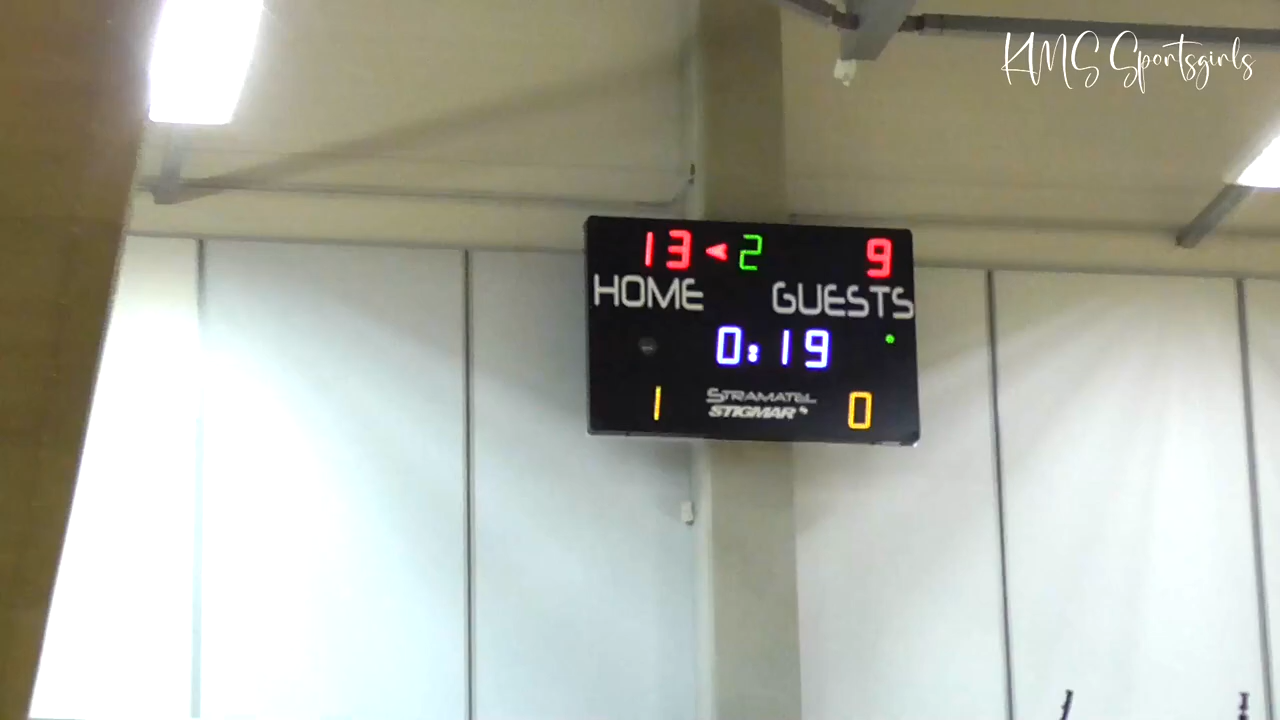 KMS Sportsgirls
13 2 9
HOME GUESTS
0:19
1 STRAMATEL 0
STIGMAR